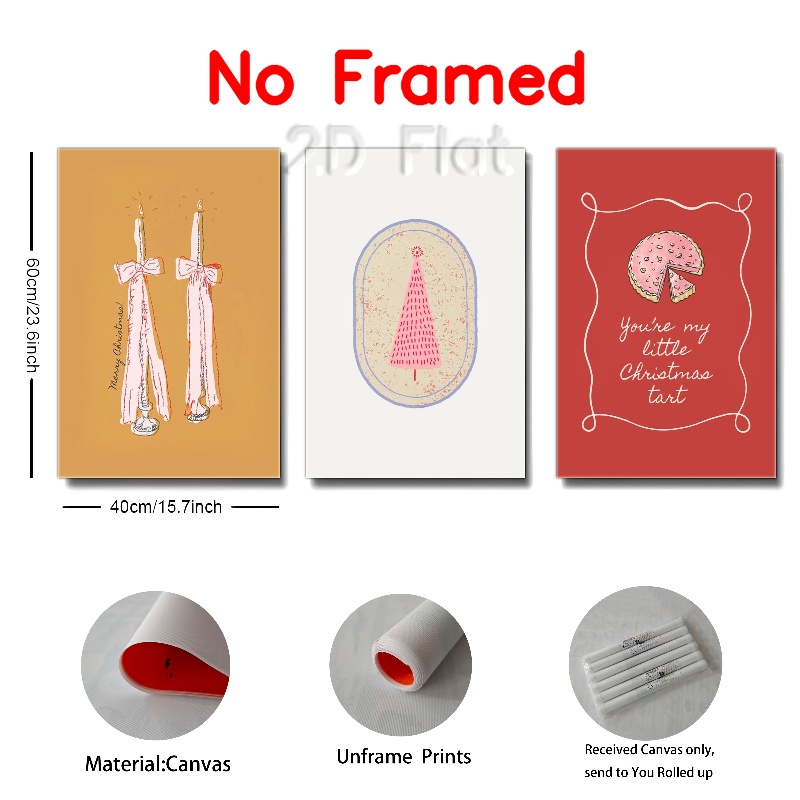 No Framed
2D Flat
60cm/23.6inch
Merry Christmas!
You're my
little
Christmas
tart
40cm/15.7inch
Material:Canvas
Unframe Prints
Received Canvas only,
send to You Rolled up